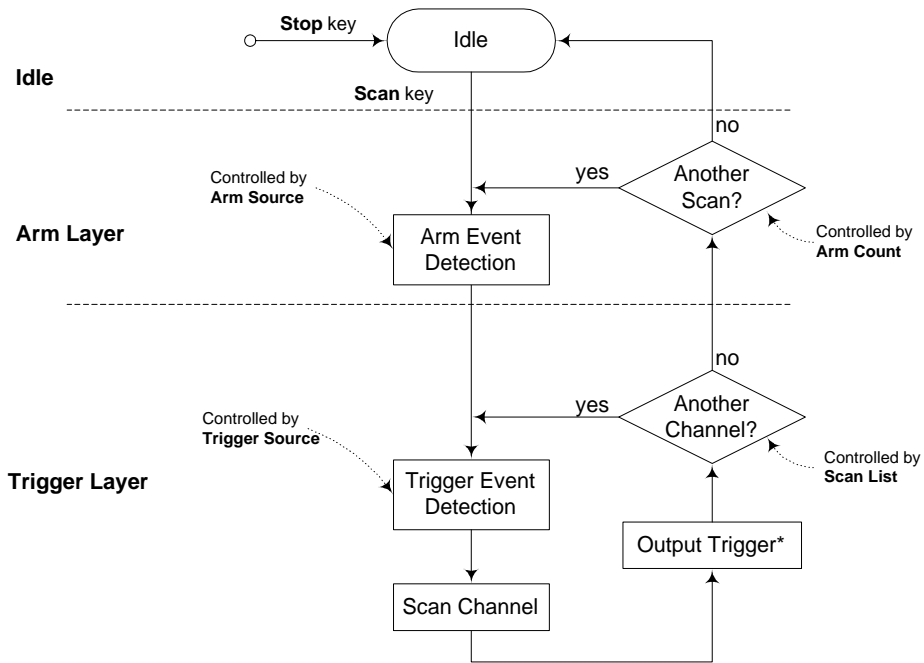 Stop key
Idle
Idle
Scan key
no
yes
Another
Scan?
Controlled by
Arm Source
Arm Layer
Arm Event
Detection
Controlled by
Arm Count
no
yes
Another
Channel?
Controlled by
Trigger Source
Controlled by
Scan List
Trigger Layer
Trigger Event
Detection
Output Trigger*
Scan Channel